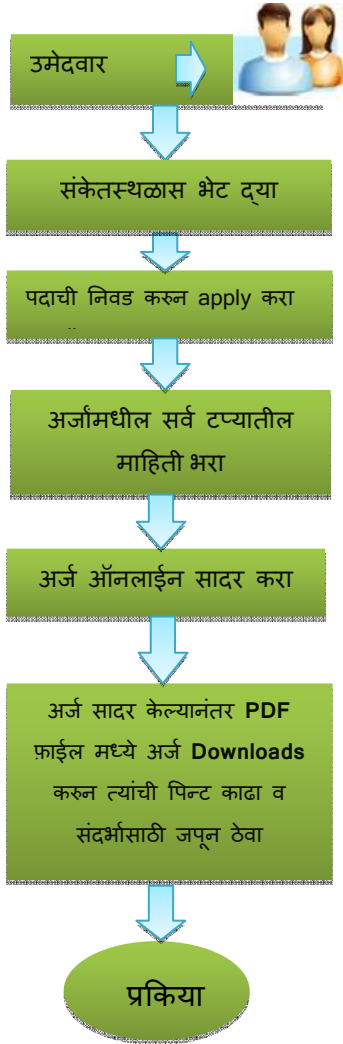 उमेदवार
संकेतस्थळास भेट द्‌या
पदाची निवड करुन apply करा
अर्जामधील सर्व टप्यातील
माहिती भरा
अर्ज ऑनलाईन सादर करा
अर्ज सादर केल्यानंतर PDF
फ़ाईल मध्ये अर्ज Downloads
करुन त्यांची पिन्ट काढा व
संदर्भासाठी जपून ठेवा
प्रकिया